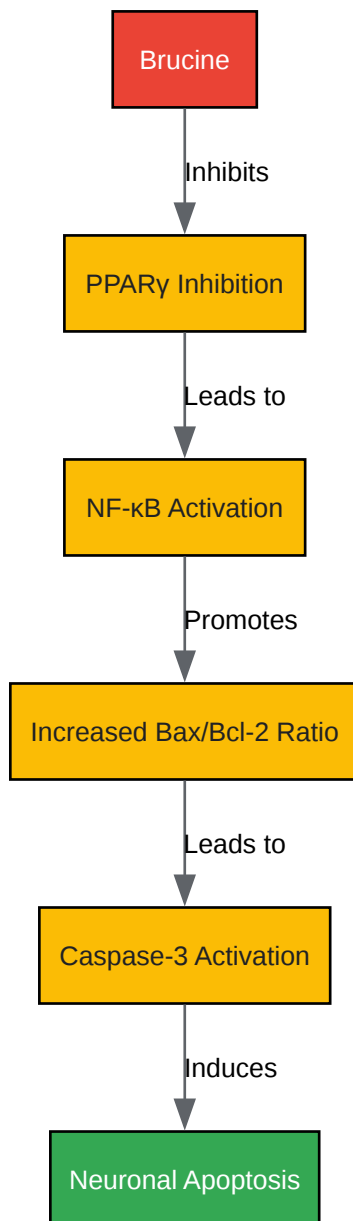 Brucine
Inhibits
PPARγ Inhibition
Leads to
NF-κB Activation
Promotes
Increased Bax/Bcl-2 Ratio
Leads to
Caspase-3 Activation
Induces
Neuronal Apoptosis